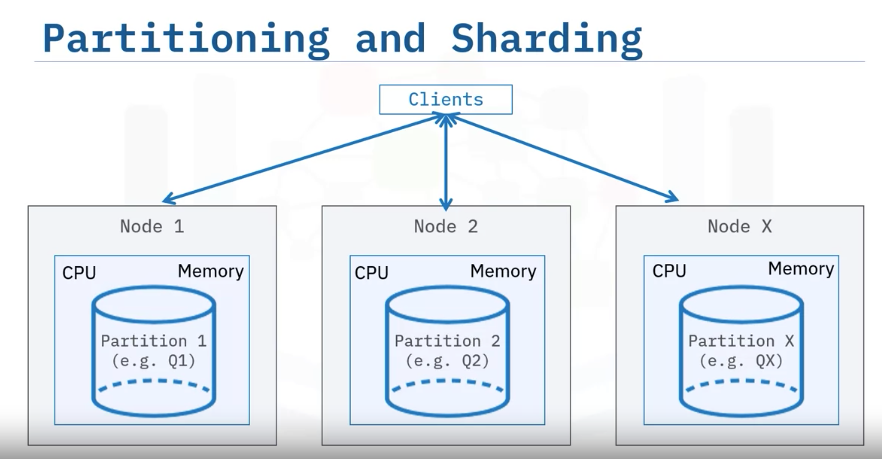 Partitioning and Sharding
Clients
Node 1
Node 2
Node X
CPU
Memory
Partition 1
(e.g. Q1)
CPU
Memory
Partition 2
(e.g. Q2)
CPU
Memory
Partition X
(e.g. QX)